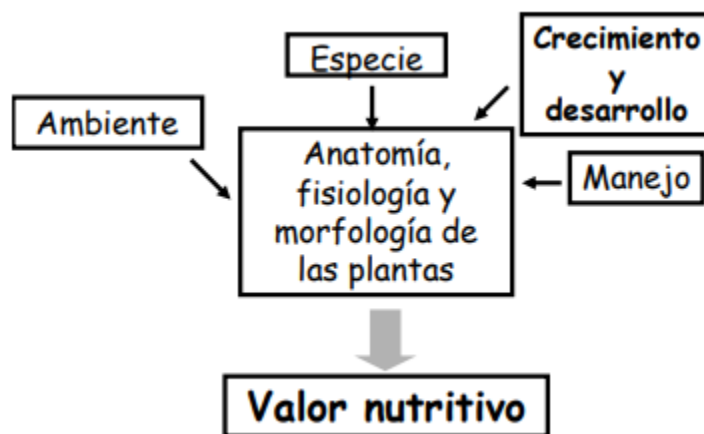 Especie
Crecimiento
y
desarrollo
Ambiente
Anatomía,
fisiología y
morfología de
las plantas
Manejo
Valor nutritivo